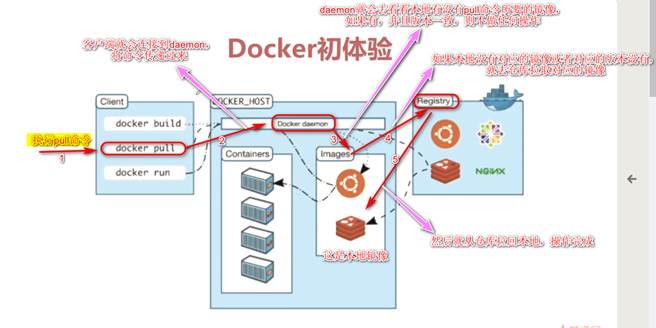 daemon就会去看看本地有没有pull命令所要的镜像,
如果有,并且版本一致,则不做任何操作
客户端就会连接到daemon,
将命令传递过来
Docker初体验
如果本地没有对应的镜像或者对应的版本没有,
就去仓库拉取对应的镜像
Client
DOCKER_HOST
Registry
docker build
Docker daemon
执行pull命令
1
docker pull
2
3
4
Containers
Images
5
docker run
NGINX
然后就从仓库拉回本地,操作完成
这是本地镜像